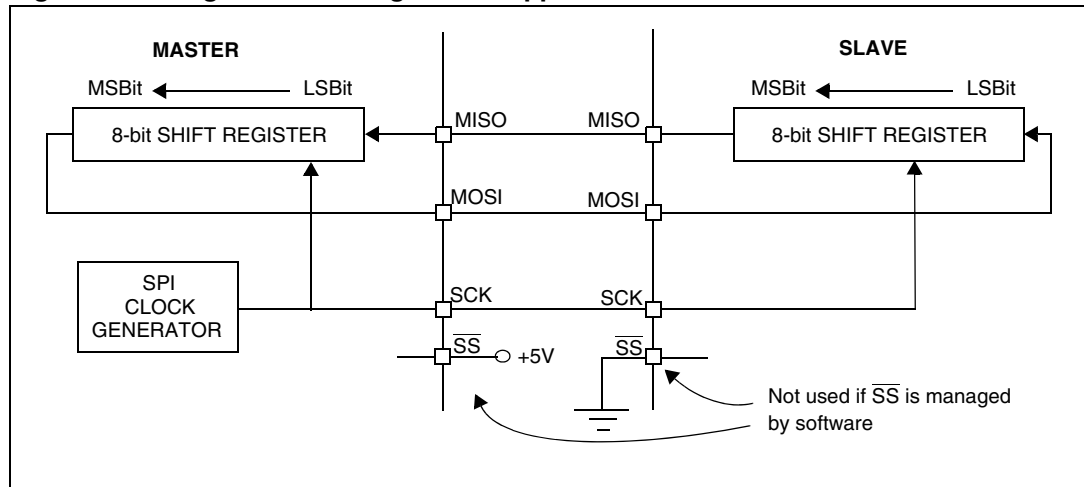 MASTER
SLAVE
MSBit
LSBit
MSBit
LSBit
8-bit SHIFT REGISTER
MISO
MISO
8-bit SHIFT REGISTER
MOSI
MOSI
SPI
CLOCK
GENERATOR
SCK
SCK
SS
+5V
SS
Not used if SS is managed
by software